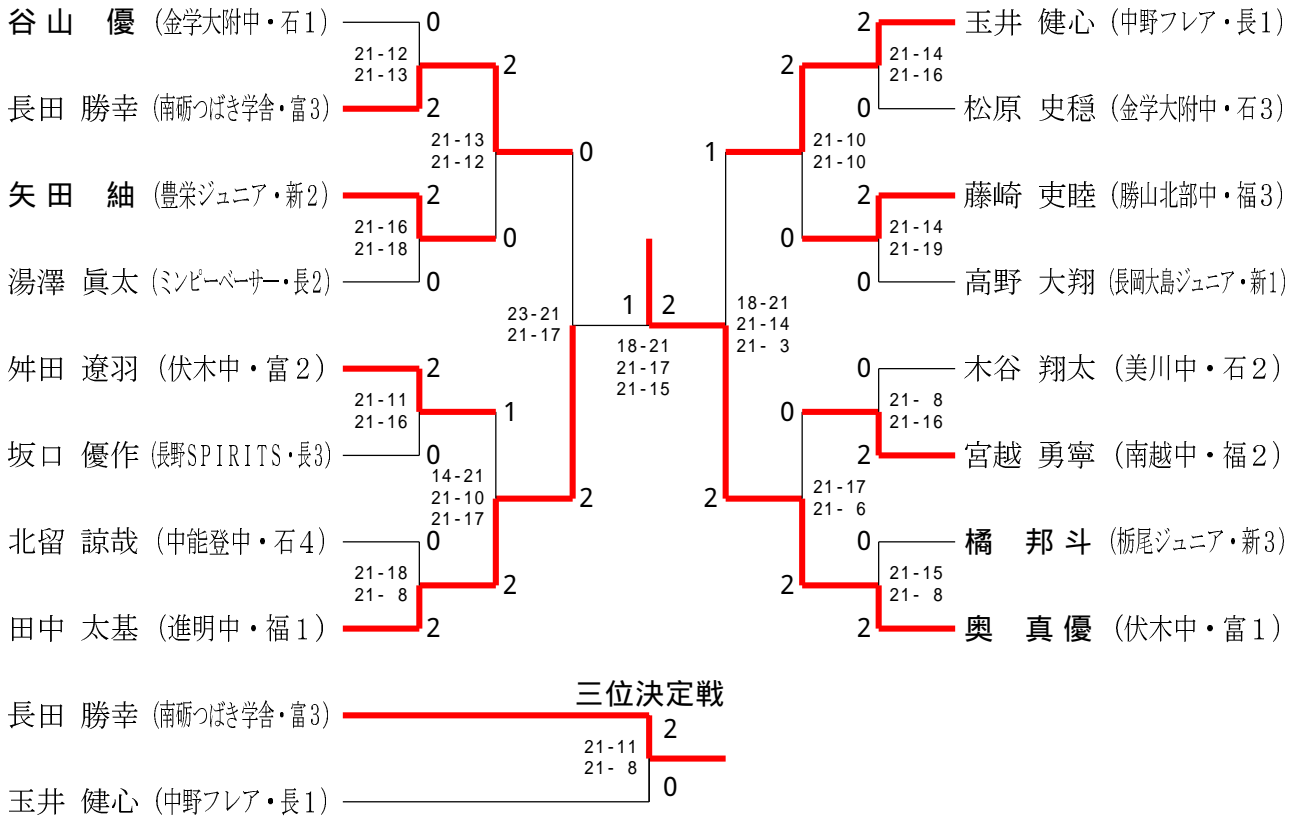 谷山 優 (金学大附中・石1) 0
21-12
21-13
2
長田 勝幸 (南砺つばき学舎・富3) 2
21-13
21-12
0
矢田 紬 (豊栄ジュニア・新2) 2
21-16
21-18
0
湯澤 眞太 (ミンピーベーサー・長2) 0
23-21
21-17
舛田 遼羽 (伏木中・富2) 2
21-11
21-16
1
坂口 優作 (長野SPIRITS・長3) 0
14-21
21-10
21-17
2
北留 諒哉 (中能登中・石4) 0
21-18
21- 8
2
田中 太基 (進明中・福1) 2
1 2
18-21
21-17
21-15
2 玉井 健心 (中野フレア・長1)
21-14
21-16
2
0 松原 史穏 (金学大附中・石3)
1
21-10
21-10
2 藤崎 吏睦 (勝山北部中・福3)
21-14
21-19
0
0 高野 大翔 (長岡大島ジュニア・新1)
18-21
21-14
21- 3
0 木谷 翔太 (美川中・石2)
21- 8
21-16
0
2 宮越 勇寧 (南越中・福2)
2
21-17
21- 6
0 橘 邦斗 (栃尾ジュニア・新3)
21-15
21- 8
2
2 奥 真優 (伏木中・富1)
三位決定戦
長田 勝幸 (南砺つばき学舎・富3) 2
21-11
21- 8
玉井 健心 (中野フレア・長1) 0